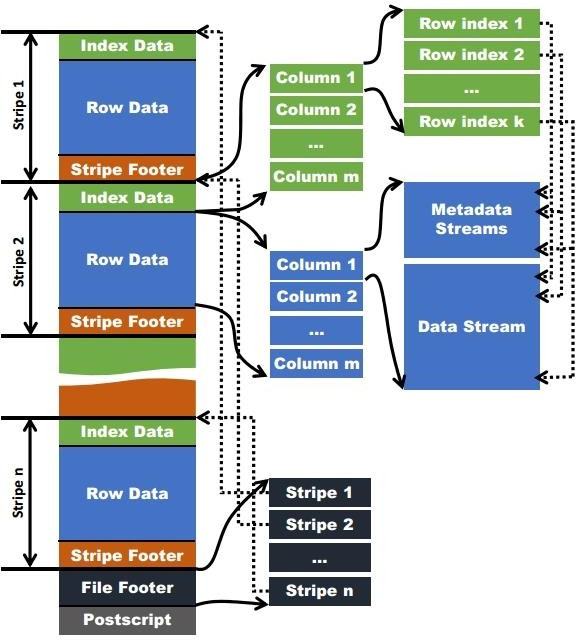 Stripe 1
Index Data
Row Data
Stripe Footer
Stripe 2
Index Data
Row Data
Stripe Footer
Stripe n
Index Data
Row Data
Stripe Footer
File Footer
Postscript
Column 1
Column 2
...
Column m
Row index 1
Row index 2
...
Row index k
Column 1
Column 2
...
Column m
Metadata
Streams
Data Stream
Stripe 1
Stripe 2
...
Stripe n